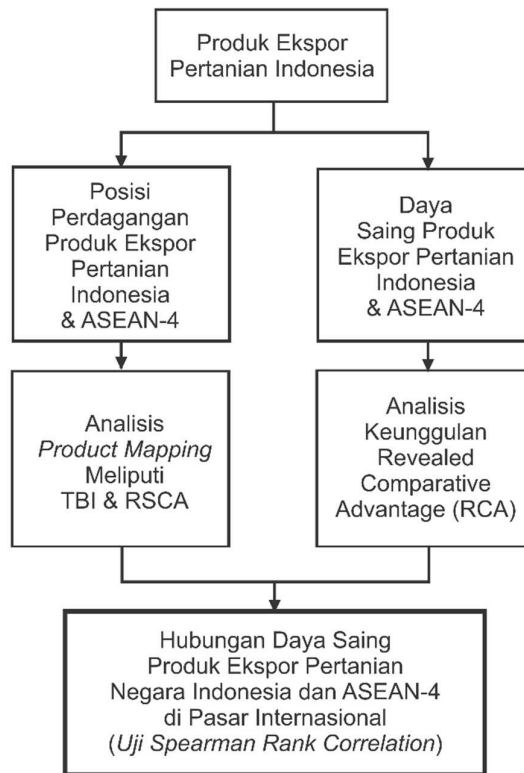 Produk Ekspor
Pertanian Indonesia
Posisi
Perdagangan
Produk Ekspor
Pertanian
Indonesia
& ASEAN-4
Daya
Saing Produk
Ekspor Pertanian
Indonesia
& ASEAN-4
Analisis
Product Mapping
Meliputi
TBI & RSCA
Analisis
Keunggulan
Revealed
Comparative
Advantage (RCA)
Hubungan Daya Saing
Produk Ekspor Pertanian
Negara Indonesia dan ASEAN-4
di Pasar Internasional
(Uji Spearman Rank Correlation)